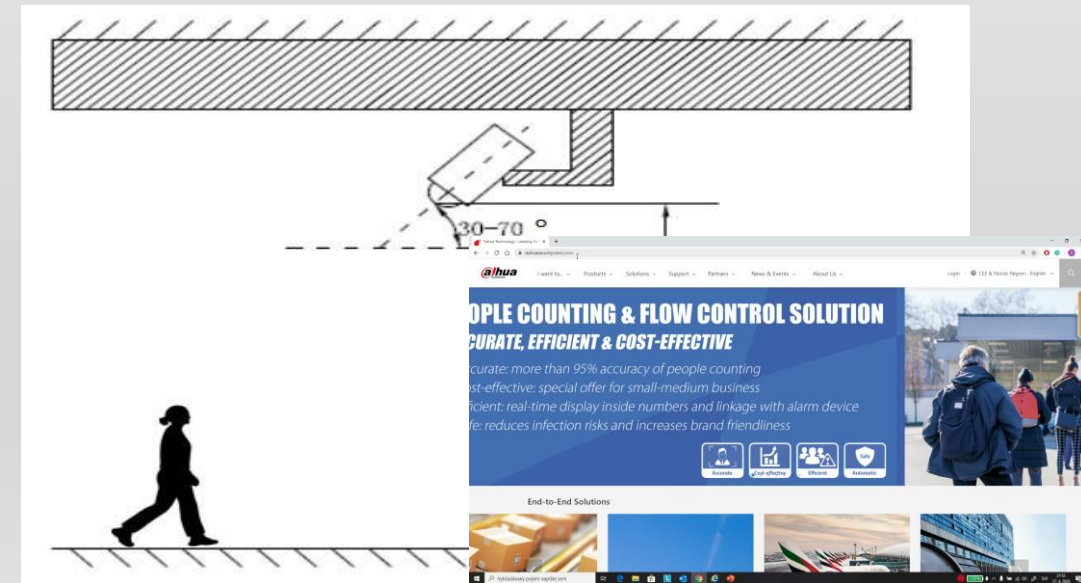 30-70 °
alhua
I want to...
Products
Solutions
Support
Partners
News & Events
About Us
Login
CEE & Nordic Region - English
OPLE COUNTING & FLOW CONTROL SOLUTION
CURATE, EFFICIENT & COST-EFFECTIVE
curate: more than 95% accuracy of people counting
st-effective: special offer for small-medium business
icient: real-time display inside numbers and linkage with alarm device
fe: reduces infection risks and increases brand friendliness
Accurate
Cost-effective
Efficient
Safe
Automatic
End-to-End Solutions